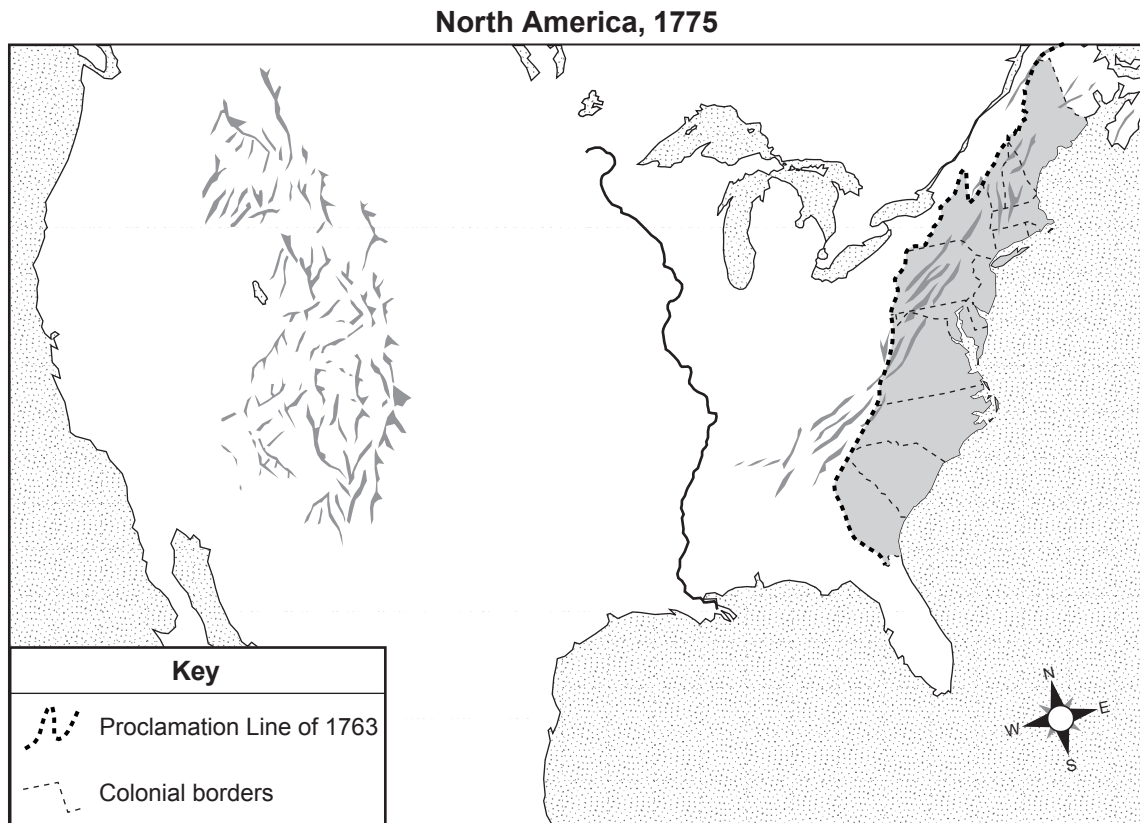 North America, 1775
N
W E
S
Key
Proclamation Line of 1763
Colonial borders